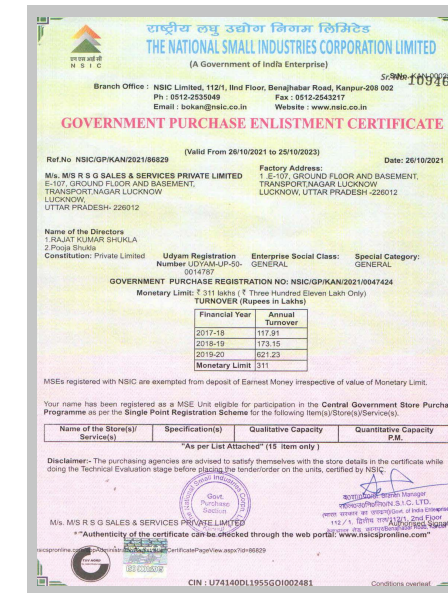 राष्ट्रीय लघु उद्योग निगम लिमिटेड
THE NATIONAL SMALL INDUSTRIES CORPORATION LIMITED
एन एस आई सी
N S I C
(A Government of India Enterprise)
Branch Office : NSIC Limited, 112/1, IInd Floor, Benajhabar Road, Kanpur-208 002
Ph : 0512-2535049 Fax : 0512-2543217
Email : bokan@nsic.co.in Website : www.nsic.co.in
GOVERNMENT PURCHASE ENLISTMENT CERTIFICATE
(Valid From 26/10/2021 to 25/10/2023)
Ref.No NSIC/GP/KAN/2021/86829 Date: 26/10/2021
M/s. M/S R S G SALES & SERVICES PRIVATE LIMITED
E-107, GROUND FLOOR AND BASEMENT,
TRANSPORT,NAGAR LUCKNOW
LUCKNOW,
UTTAR PRADESH- 226012
Factory Address:
1 .E-107, GROUND FLOOR AND BASEMENT,
TRANSPORT,NAGAR LUCKNOW
LUCKNOW, UTTAR PRADESH -226012
Name of the Directors
1.RAJAT KUMAR SHUKLA
2.Pooja Shukla
Constitution: Private Limited Udyam Registration Number UDYAM-UP-50-0014787 Enterprise Social Class: GENERAL Special Category: GENERAL
GOVERNMENT PURCHASE REGISTRATION NO: NSIC/GP/KAN/2021/0047424
Monetary Limit: ₹ 311 lakhs ( ₹ Three Hundred Eleven Lakh Only)
TURNOVER (Rupees in Lakhs)
Financial Year Annual Turnover
2017-18 117.91
2018-19 173.15
2019-20 621.23
Monetary Limit 311
MSEs registered with NSIC are exempted from deposit of Earnest Money irrespective of value of Monetary Limit.
Your name has been registered as a MSE Unit eligible for participation in the Central Government Store Purcha
Programme as per the Single Point Registration Scheme for the following Item(s)/Store(s)/Service(s).
Name of the Store(s)/ Service(s) Specification(s) Qualitative Capacity Quantitative Capacity P.M.
"As per List Attached" (15 item only )
Disclaimer:- The purchasing agencies are advised to satisfy themselves with the store details in the certificate while
doing the Technical Evaluation stage before placing the tender/order on the units, certified by NSIC.
Govt.
Purchase
Section
Branch Manager
N.S.I.C. LTD.
112/1, 2nd Floor
M/s. M/S R S G SALES & SERVICES PRIVATE LIMITED
"Authenticity of the certificate can be checked through the web portal: www.nsicspronline.com"
CertificatePageView.aspx?id=86829
CIN : U74140DL1955GOI002481
Conditions overleaf